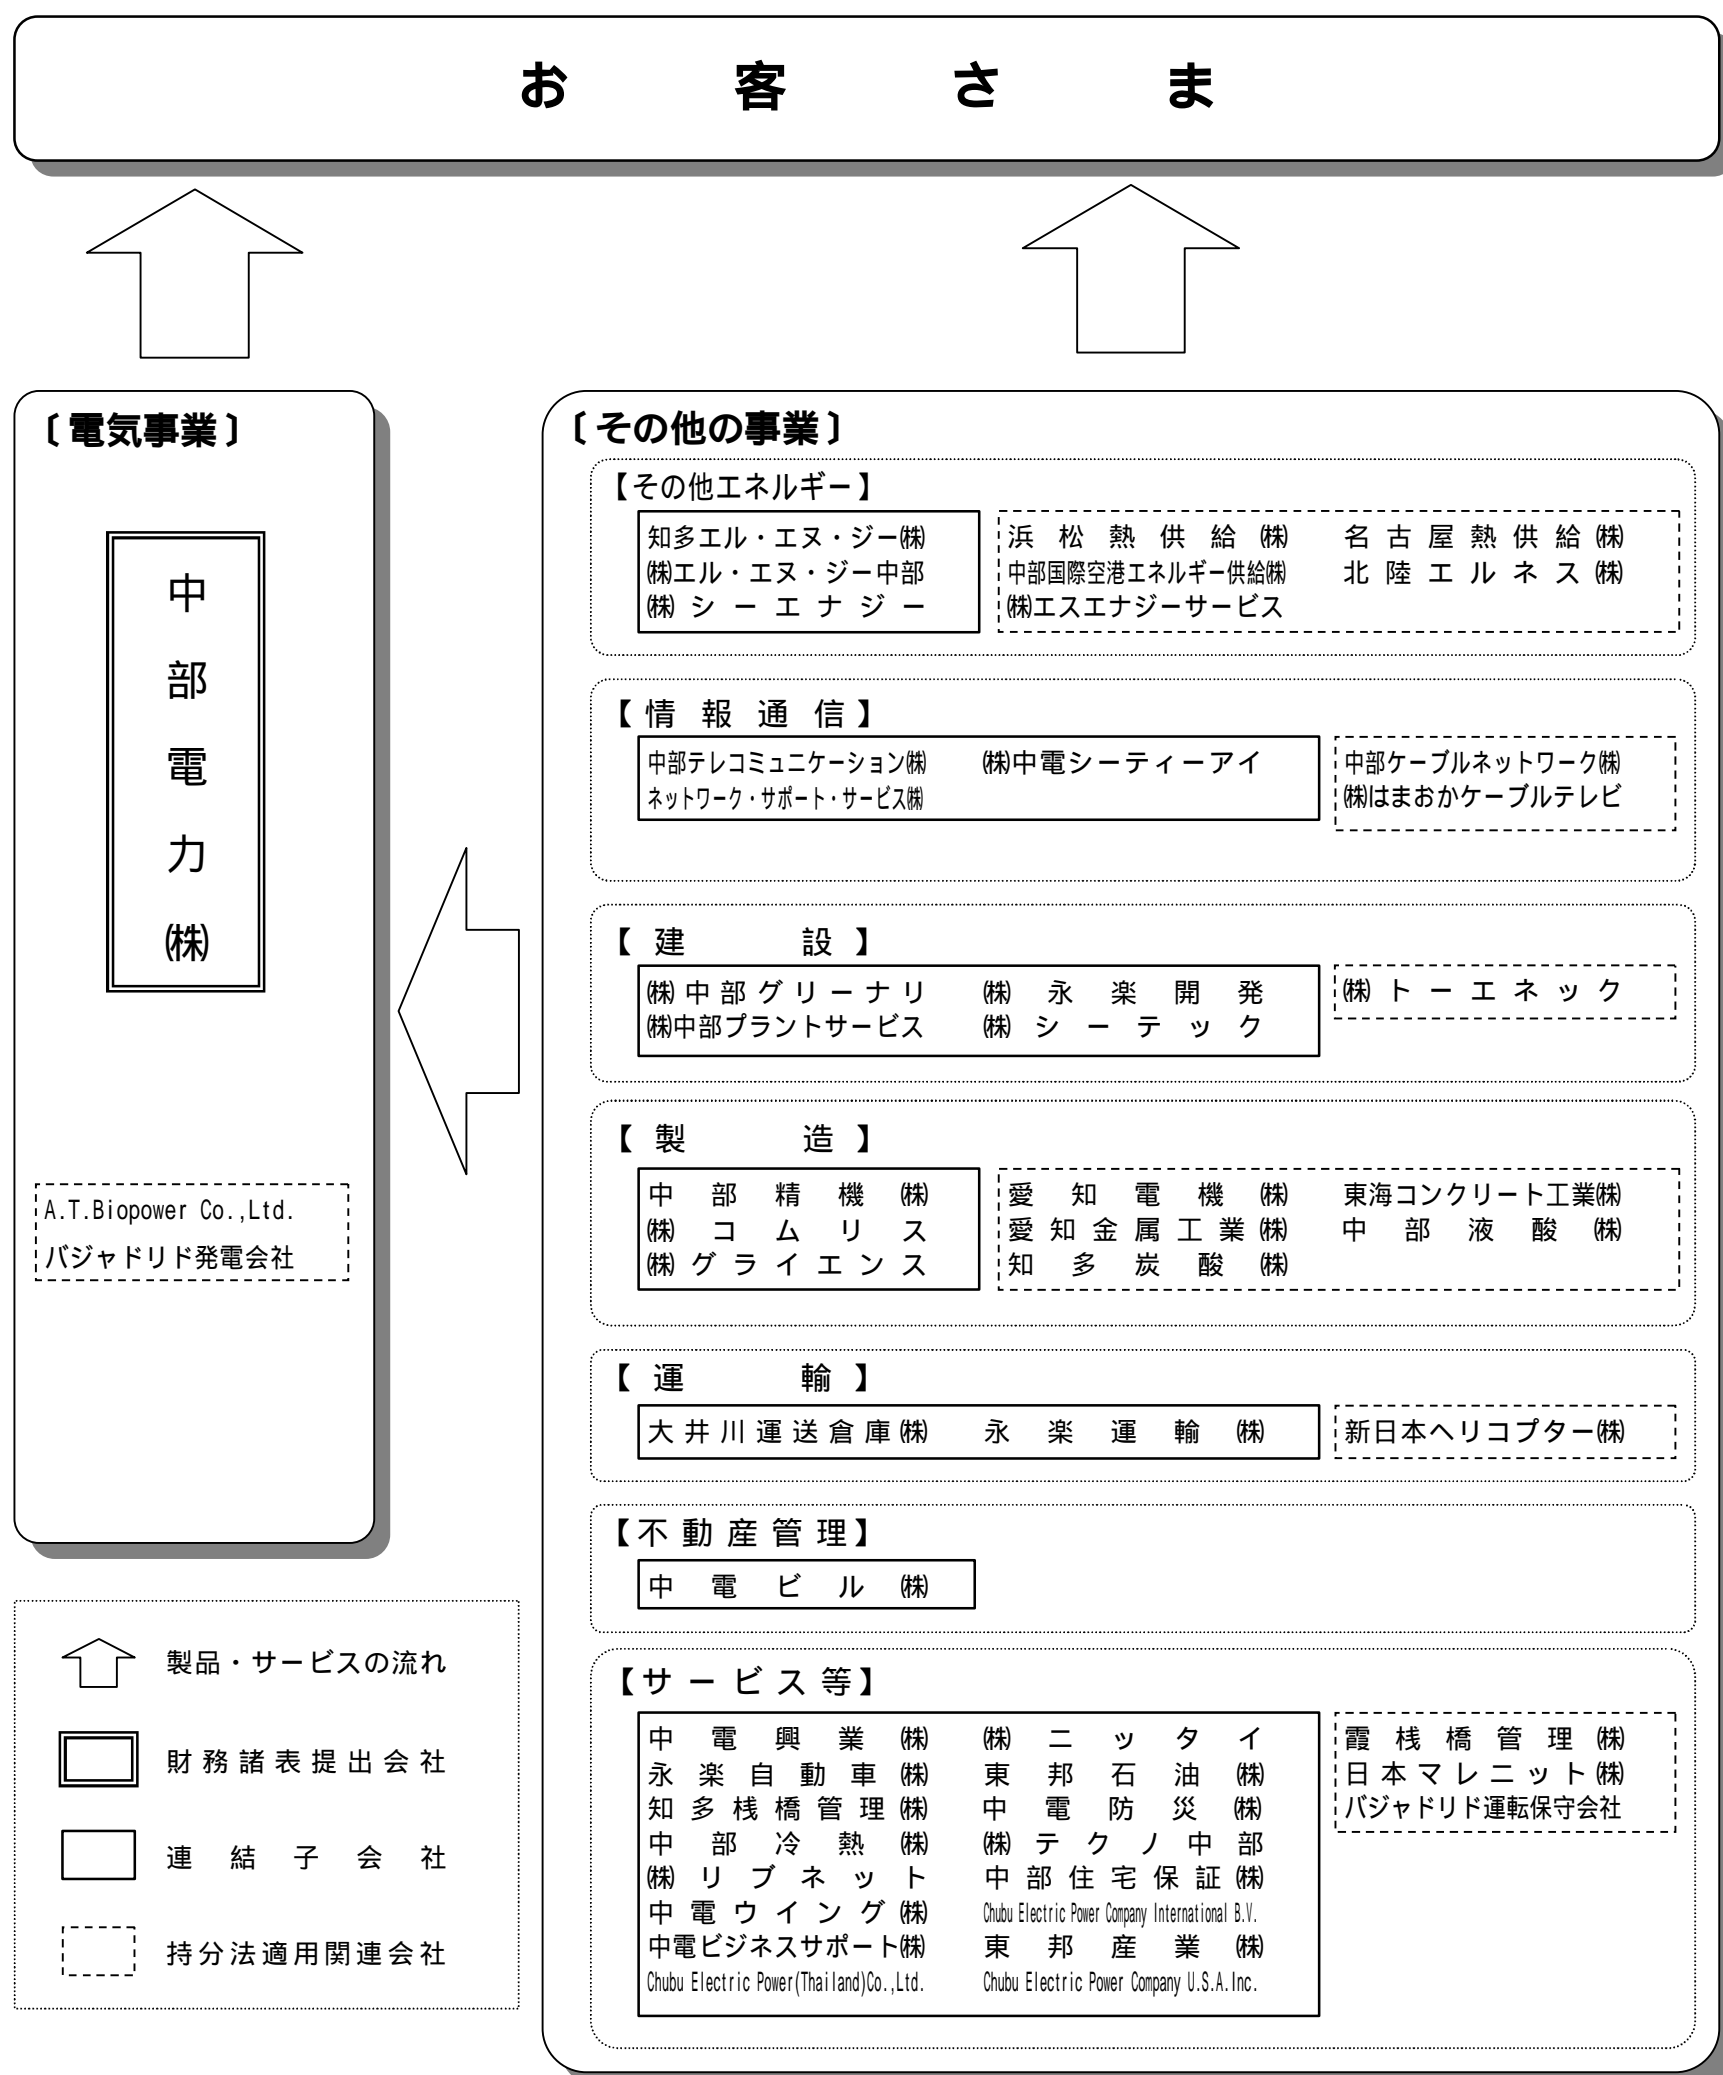 お客さま
〔電気事業〕
中部電力㈱
A.T.Biopower Co.,Ltd.
バジャドリド発電会社
製品・サービスの流れ
財務諸表提出会社
連結子会社
持分法適用関連会社
〔その他の事業〕
【その他エネルギー】
知多エル・エヌ・ジー㈱
㈱エル・エヌ・ジー中部
㈱シーエナジー
浜松熱供給㈱ 名古屋熱供給㈱
中部国際空港エネルギー供給㈱ 北陸エルネス㈱
㈱エスエナジーサービス
【情報通信】
中部テレコミュニケーション㈱ ㈱中電シーティーアイ
ネットワーク・サポート・サービス㈱
中部ケーブルネットワーク㈱
㈱はまおかケーブルテレビ
【建設】
㈱中部グリーナリ ㈱永楽開発
㈱中部プラントサービス ㈱シーテック
㈱トーエネック
【製造】
中部精機㈱
㈱コムリス
㈱グライエンス
愛知電機㈱ 東海コンクリート工業㈱
愛知金属工業㈱ 中部液酸㈱
知多炭酸㈱
【運輸】
大井川運送倉庫㈱ 永楽運輸㈱
新日本ヘリコプター㈱
【不動産管理】
中電ビル㈱
【サービス等】
中電興業㈱ ㈱ニッタイ
永楽自動車㈱ 東邦石油㈱
知多桟橋管理㈱ 中電防災㈱
中部冷熱㈱ ㈱テクノ中部
㈱リブネット 中部住宅保証㈱
中電ウイング㈱ Chubu Electric Power Company International B.V.
中電ビジネスサポート㈱ 東邦産業㈱
Chubu Electric Power(Thailand)Co.,Ltd. Chubu Electric Power Company U.S.A.Inc.
霞桟橋管理㈱
日本マレニット㈱
バジャドリド運転保守会社